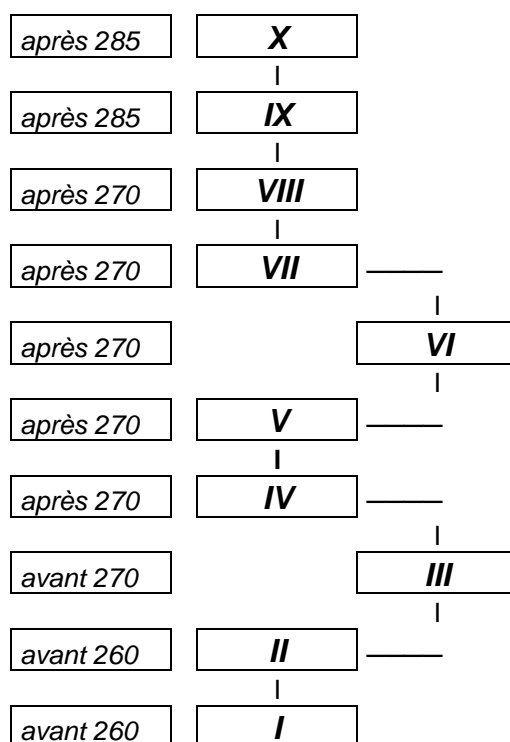 après 285 X
après 285 IX
après 270 VIII
après 270 VII
après 270 VI
après 270 V
après 270 IV
avant 270 III
avant 260 II
avant 260 I